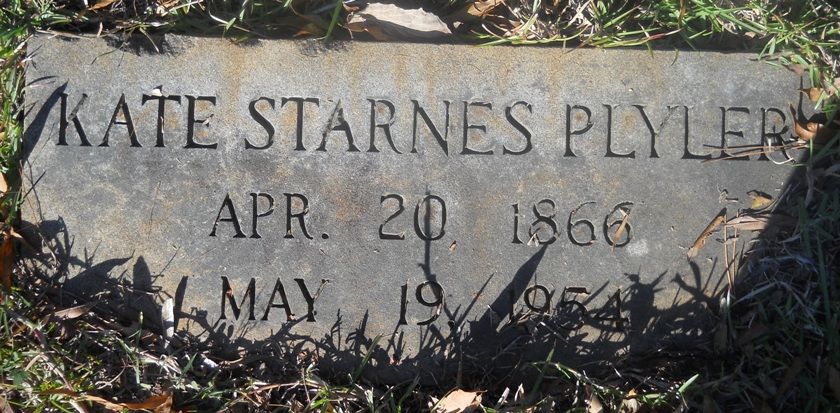 KATE STARNES PLYLER
APR. 20 1866
MAY 19, 1954